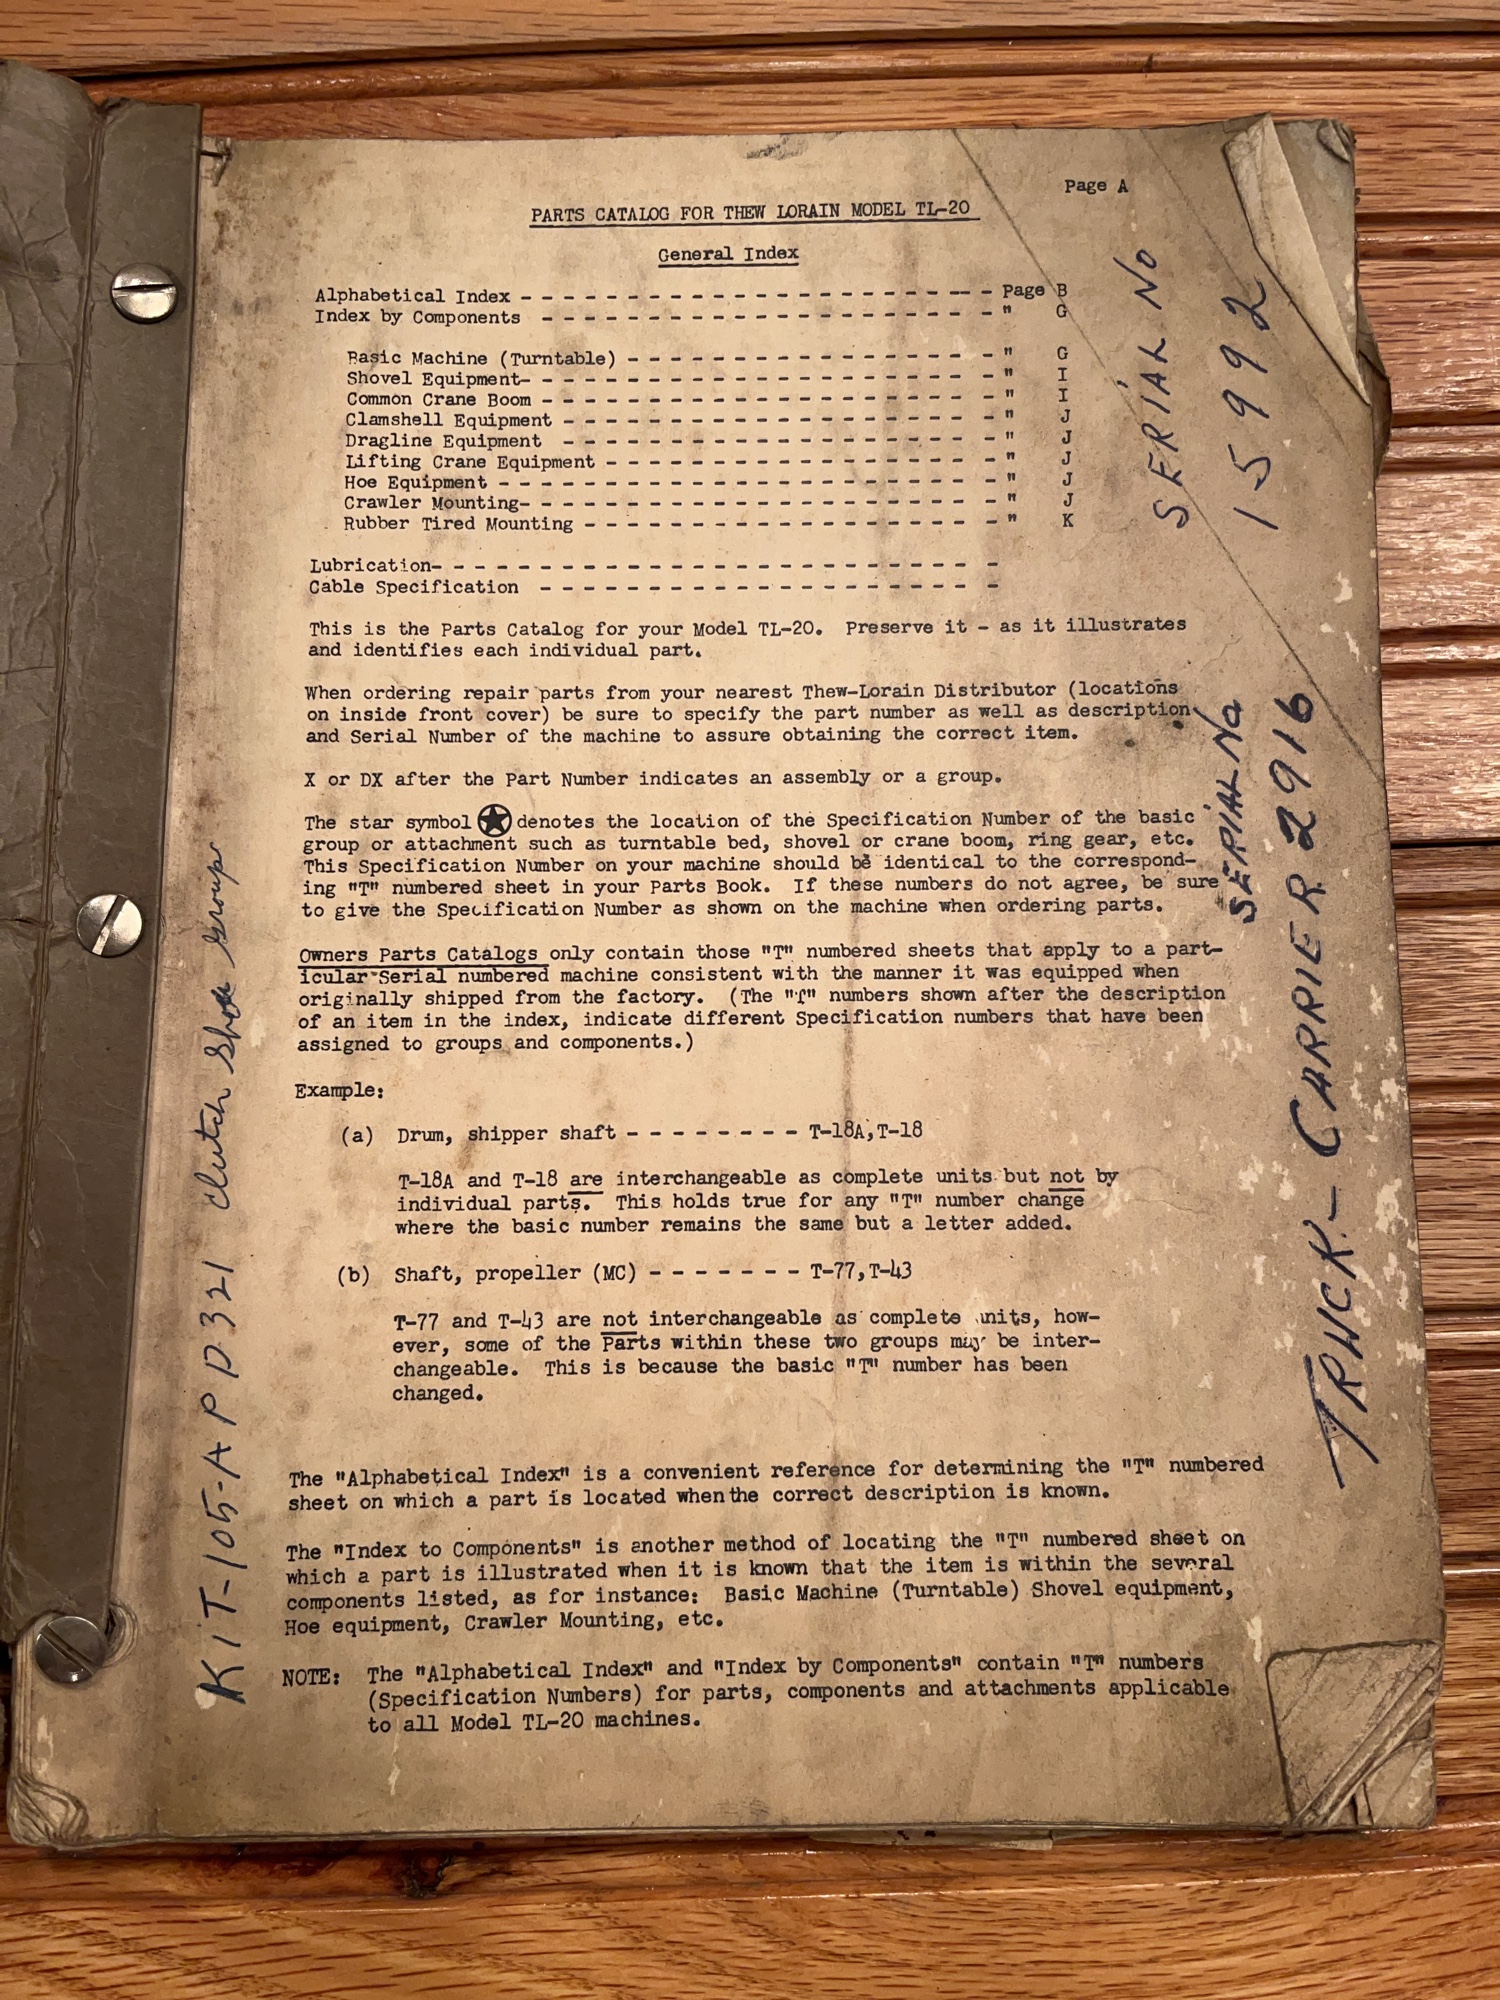 Page A
PARTS CATALOG FOR THEW LORAIN MODEL TL-20
General Index
Alphabetical Index - - - - - - - - - - - - - - - - - - - - - - - Page B
Index by Components - - - - - - - - - - - - - - - - - - - - - " G
Basic Machine (Turntable) - - - - - - - - - - - - - - - - - - " G
Shovel Equipment- - - - - - - - - - - - - - - - - - - - - - - " I
Common Crane Boom - - - - - - - - - - - - - - - - - - - - - - " I
Clamshell Equipment - - - - - - - - - - - - - - - - - - - - - " J
Dragline Equipment - - - - - - - - - - - - - - - - - - - - - " J
Lifting Crane Equipment - - - - - - - - - - - - - - - - - - - " J
Hoe Equipment - - - - - - - - - - - - - - - - - - - - - - - - " J
Crawler Mounting- - - - - - - - - - - - - - - - - - - - - - - " J
Rubber Tired Mounting - - - - - - - - - - - - - - - - - - - - " K
Lubrication- - - - - - - - - - - - - - - - - - - - - - - - -
Cable Specification - - - - - - - - - - - - - - - - - - - - -
This is the Parts Catalog for your Model TL-20. Preserve it - as it illustrates
and identifies each individual part.
When ordering repair parts from your nearest Thew-Lorain Distributor (locations
on inside front cover) be sure to specify the part number as well as description
and Serial Number of the machine to assure obtaining the correct item.
X or DX after the Part Number indicates an assembly or a group.
The star symbol denotes the location of the Specification Number of the basic
group or attachment such as turntable bed, shovel or crane boom, ring gear, etc.
This Specification Number on your machine should be identical to the correspond-
ing "T" numbered sheet in your Parts Book. If these numbers do not agree, be sure
to give the Specification Number as shown on the machine when ordering parts.
Owners Parts Catalogs only contain those "T" numbered sheets that apply to a part-
icular Serial numbered machine consistent with the manner it was equipped when
originally shipped from the factory. (The "T" numbers shown after the description
of an item in the index, indicate different Specification numbers that have been
assigned to groups and components.)
Example:
(a) Drum, shipper shaft - - - - - - - - T-18A,T-18
T-18A and T-18 are interchangeable as complete units but not by
individual parts. This holds true for any "T" number change
where the basic number remains the same but a letter added.
(b) Shaft, propeller (MC) - - - - - - - T-77,T-43
T-77 and T-43 are not interchangeable as complete units, how-
ever, some of the Parts within these two groups may be inter-
changeable. This is because the basic "T" number has been
changed.
The "Alphabetical Index" is a convenient reference for determining the "T" numbered
sheet on which a part is located when the correct description is known.
The "Index to Components" is another method of locating the "T" numbered sheet on
which a part is illustrated when it is known that the item is within the several
components listed, as for instance: Basic Machine (Turntable) Shovel equipment,
Hoe equipment, Crawler Mounting, etc.
NOTE: The "Alphabetical Index" and "Index by Components" contain "T" numbers
(Specification Numbers) for parts, components and attachments applicable
to all Model TL-20 machines.
SERIAL No
15992
SERIAL No
TRUCK - CARRIER 2916
KIT-105-A P P. 321 Clutch Shoe Group